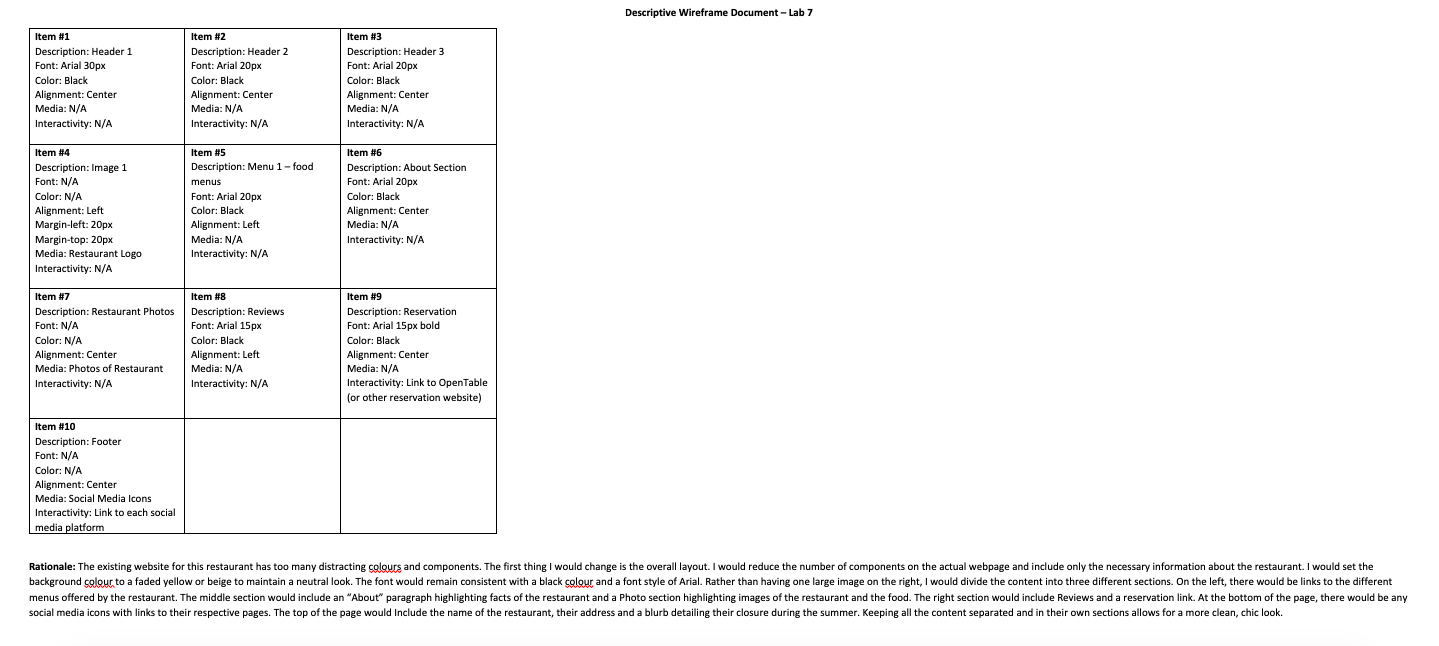 Descriptive Wireframe Document – Lab 7
Item #1
Description: Header 1
Font: Arial 30px
Color: Black
Alignment: Center
Media: N/A
Interactivity: N/A
Item #2
Description: Header 2
Font: Arial 20px
Color: Black
Alignment: Center
Media: N/A
Interactivity: N/A
Item #3
Description: Header 3
Font: Arial 20px
Color: Black
Alignment: Center
Media: N/A
Interactivity: N/A
Item #4
Description: Image 1
Font: N/A
Color: N/A
Alignment: Left
Margin-left: 20px
Margin-top: 20px
Media: Restaurant Logo
Interactivity: N/A
Item #5
Description: Menu 1 – food
menus
Font: Arial 20px
Color: Black
Alignment: Left
Media: N/A
Interactivity: N/A
Item #6
Description: About Section
Font: Arial 20px
Color: Black
Alignment: Center
Media: N/A
Interactivity: N/A
Item #7
Description: Restaurant Photos
Font: N/A
Color: N/A
Alignment: Center
Media: Photos of Restaurant
Interactivity: N/A
Item #8
Description: Reviews
Font: Arial 15px
Color: Black
Alignment: Left
Media: N/A
Interactivity: N/A
Item #9
Description: Reservation
Font: Arial 15px bold
Color: Black
Alignment: Center
Media: N/A
Interactivity: Link to OpenTable
(or other reservation website)
Item #10
Description: Footer
Font: N/A
Color: N/A
Alignment: Center
Media: Social Media Icons
Interactivity: Link to each social
media platform
Rationale: The existing website for this restaurant has too many distracting colours and components. The first thing I would change is the overall layout. I would reduce the number of components on the actual webpage and include only the necessary information about the restaurant. I would set the
background colour to a faded yellow or beige to maintain a neutral look. The font would remain consistent with a black colour and a font style of Arial. Rather than having one large image on the right, I would divide the content into three different sections. On the left, there would be links to the different
menus offered by the restaurant. The middle section would include an “About” paragraph highlighting facts of the restaurant and a Photo section highlighting images of the restaurant and the food. The right section would include Reviews and a reservation link. At the bottom of the page, there would be any
social media icons with links to their respective pages. The top of the page would Include the name of the restaurant, their address and a blurb detailing their closure during the summer. Keeping all the content separated and in their own sections allows for a more clean, chic look.